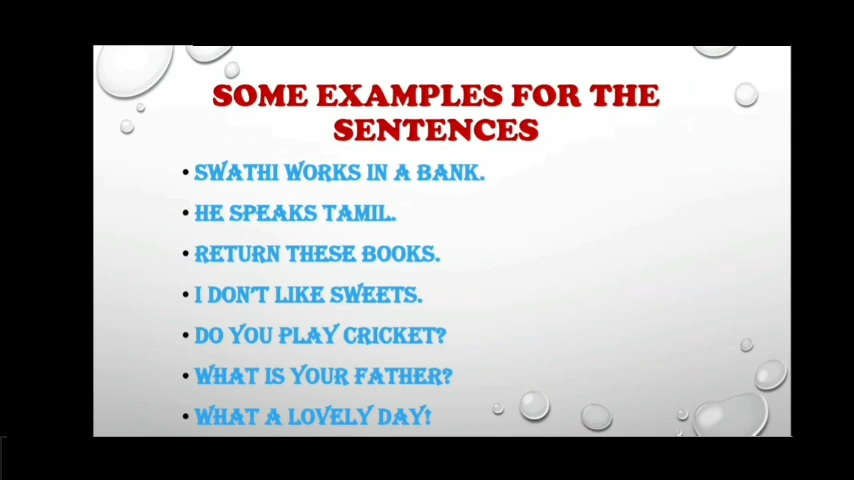 SOME EXAMPLES FOR THE
SENTENCES
• SWATHI WORKS IN A BANK.
• HE SPEAKS TAMIL.
• RETURN THESE BOOKS.
• I DON'T LIKE SWEETS.
• DO YOU PLAY CRICKET?
• WHAT IS YOUR FATHER?
• WHAT A LOVELY DAY!